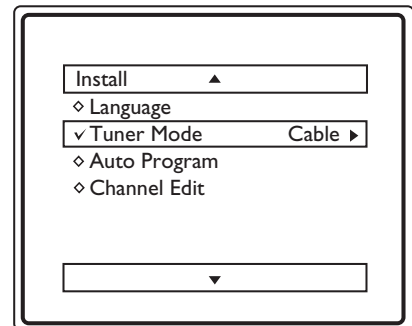 Install
Language
Tuner Mode Cable
Auto Program
Channel Edit